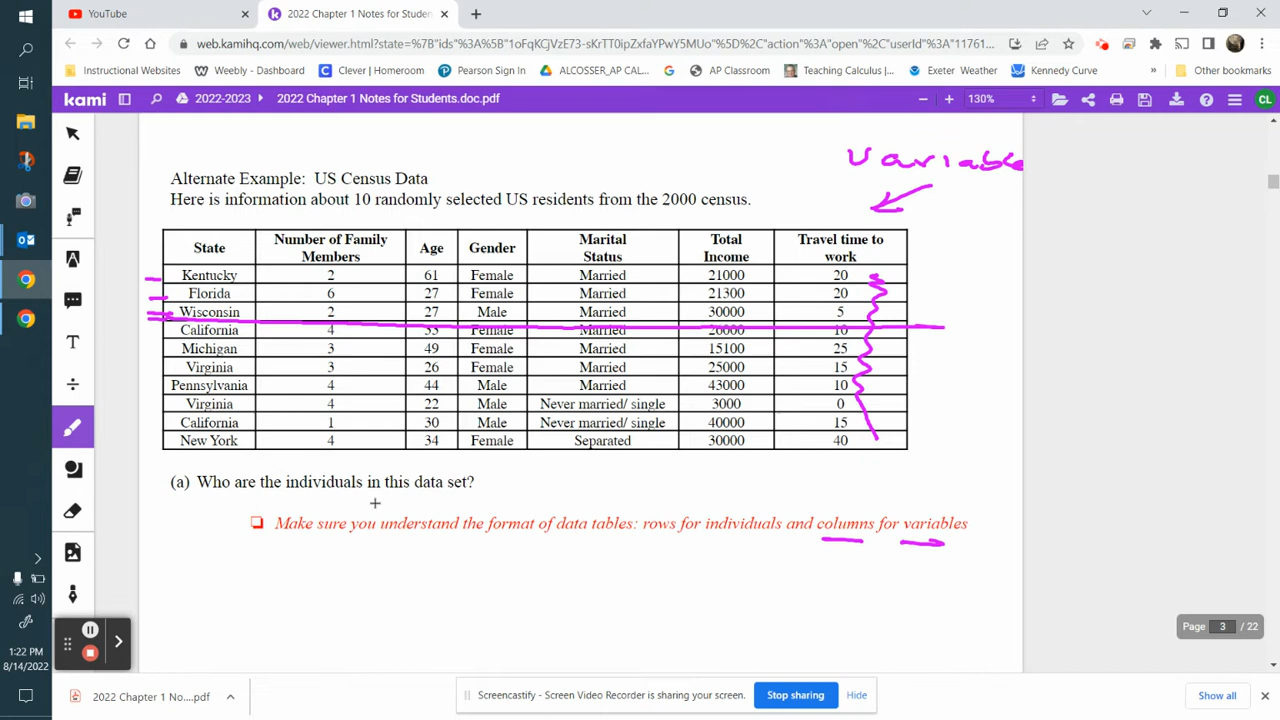 YouTube
2022 Chapter 1 Notes for Studen
web.kamihq.com/web/viewer.html?state=%7B"ids"%3A%5B"1oFqKCjVzE73-sKrTT0ipZxfaYPwY5MUo"%5D%2C"action"%3A"open"%2C"userId"%3A"11761...
Instructional Websites
Weebly - Dashboard
Clever | Homeroom
Pearson Sign In
ALCOSSER_AP CAL...
AP Classroom
Teaching Calculus |...
Exeter Weather
Kennedy Curve
»
Other bookmarks
kami
2022-2023
2022 Chapter 1 Notes for Students.doc.pdf
130%
CL
Variable
Alternate Example: US Census Data
Here is information about 10 randomly selected US residents from the 2000 census.
State Number of Family Members Age Gender Marital Status Total Income Travel time to work
Kentucky 2 61 Female Married 21000 20
Florida 6 27 Female Married 21300 20
Wisconsin 2 27 Male Married 30000 5
California 4 33 Female Married 26000 10
Michigan 3 49 Female Married 15100 25
Virginia 3 26 Female Married 25000 15
Pennsylvania 4 44 Male Married 43000 10
Virginia 4 22 Male Never married/ single 3000 0
California 1 30 Male Never married/ single 40000 15
New York 4 34 Female Separated 30000 40
(a) Who are the individuals in this data set?
Make sure you understand the format of data tables: rows for individuals and columns for variables
Page 3 / 22
1:22 PM
8/14/2022
2022 Chapter 1 No....pdf
Screencastify - Screen Video Recorder is sharing your screen.
Stop sharing
Hide
Show all